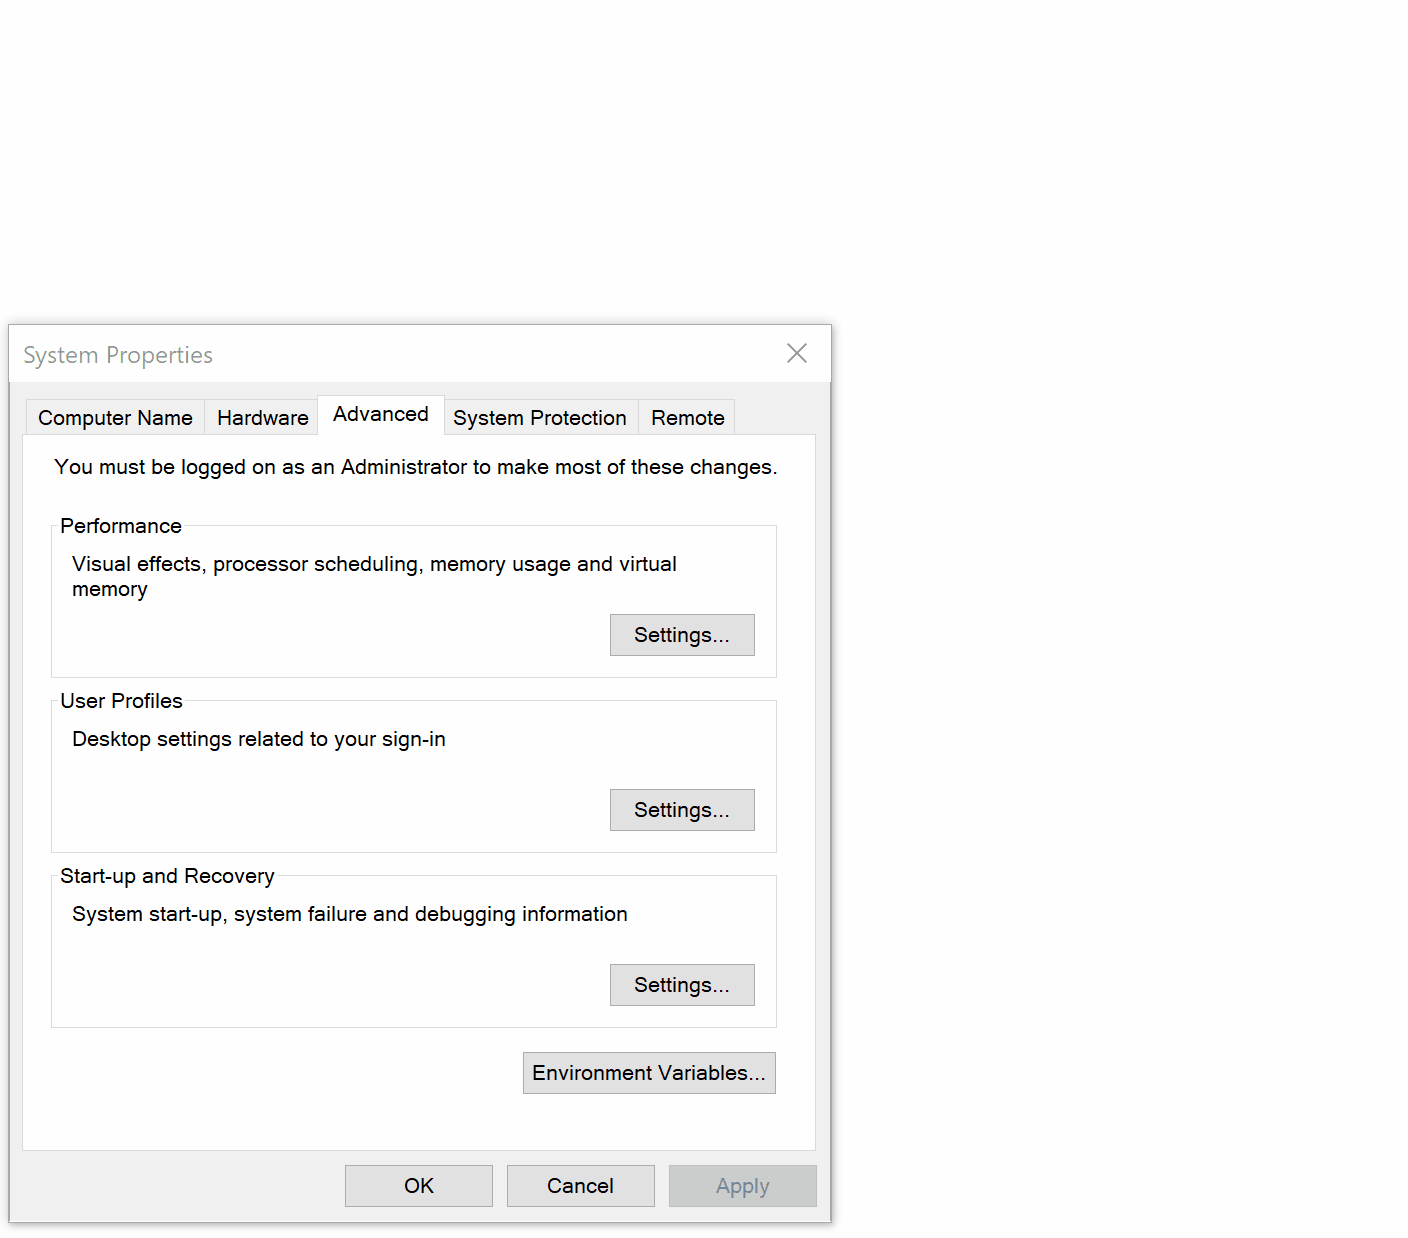 System Properties
Computer Name Hardware Advanced System Protection Remote
You must be logged on as an Administrator to make most of these changes.
Performance
Visual effects, processor scheduling, memory usage and virtual
memory
Settings...
User Profiles
Desktop settings related to your sign-in
Settings...
Start-up and Recovery
System start-up, system failure and debugging information
Settings...
Environment Variables...
OK Cancel Apply